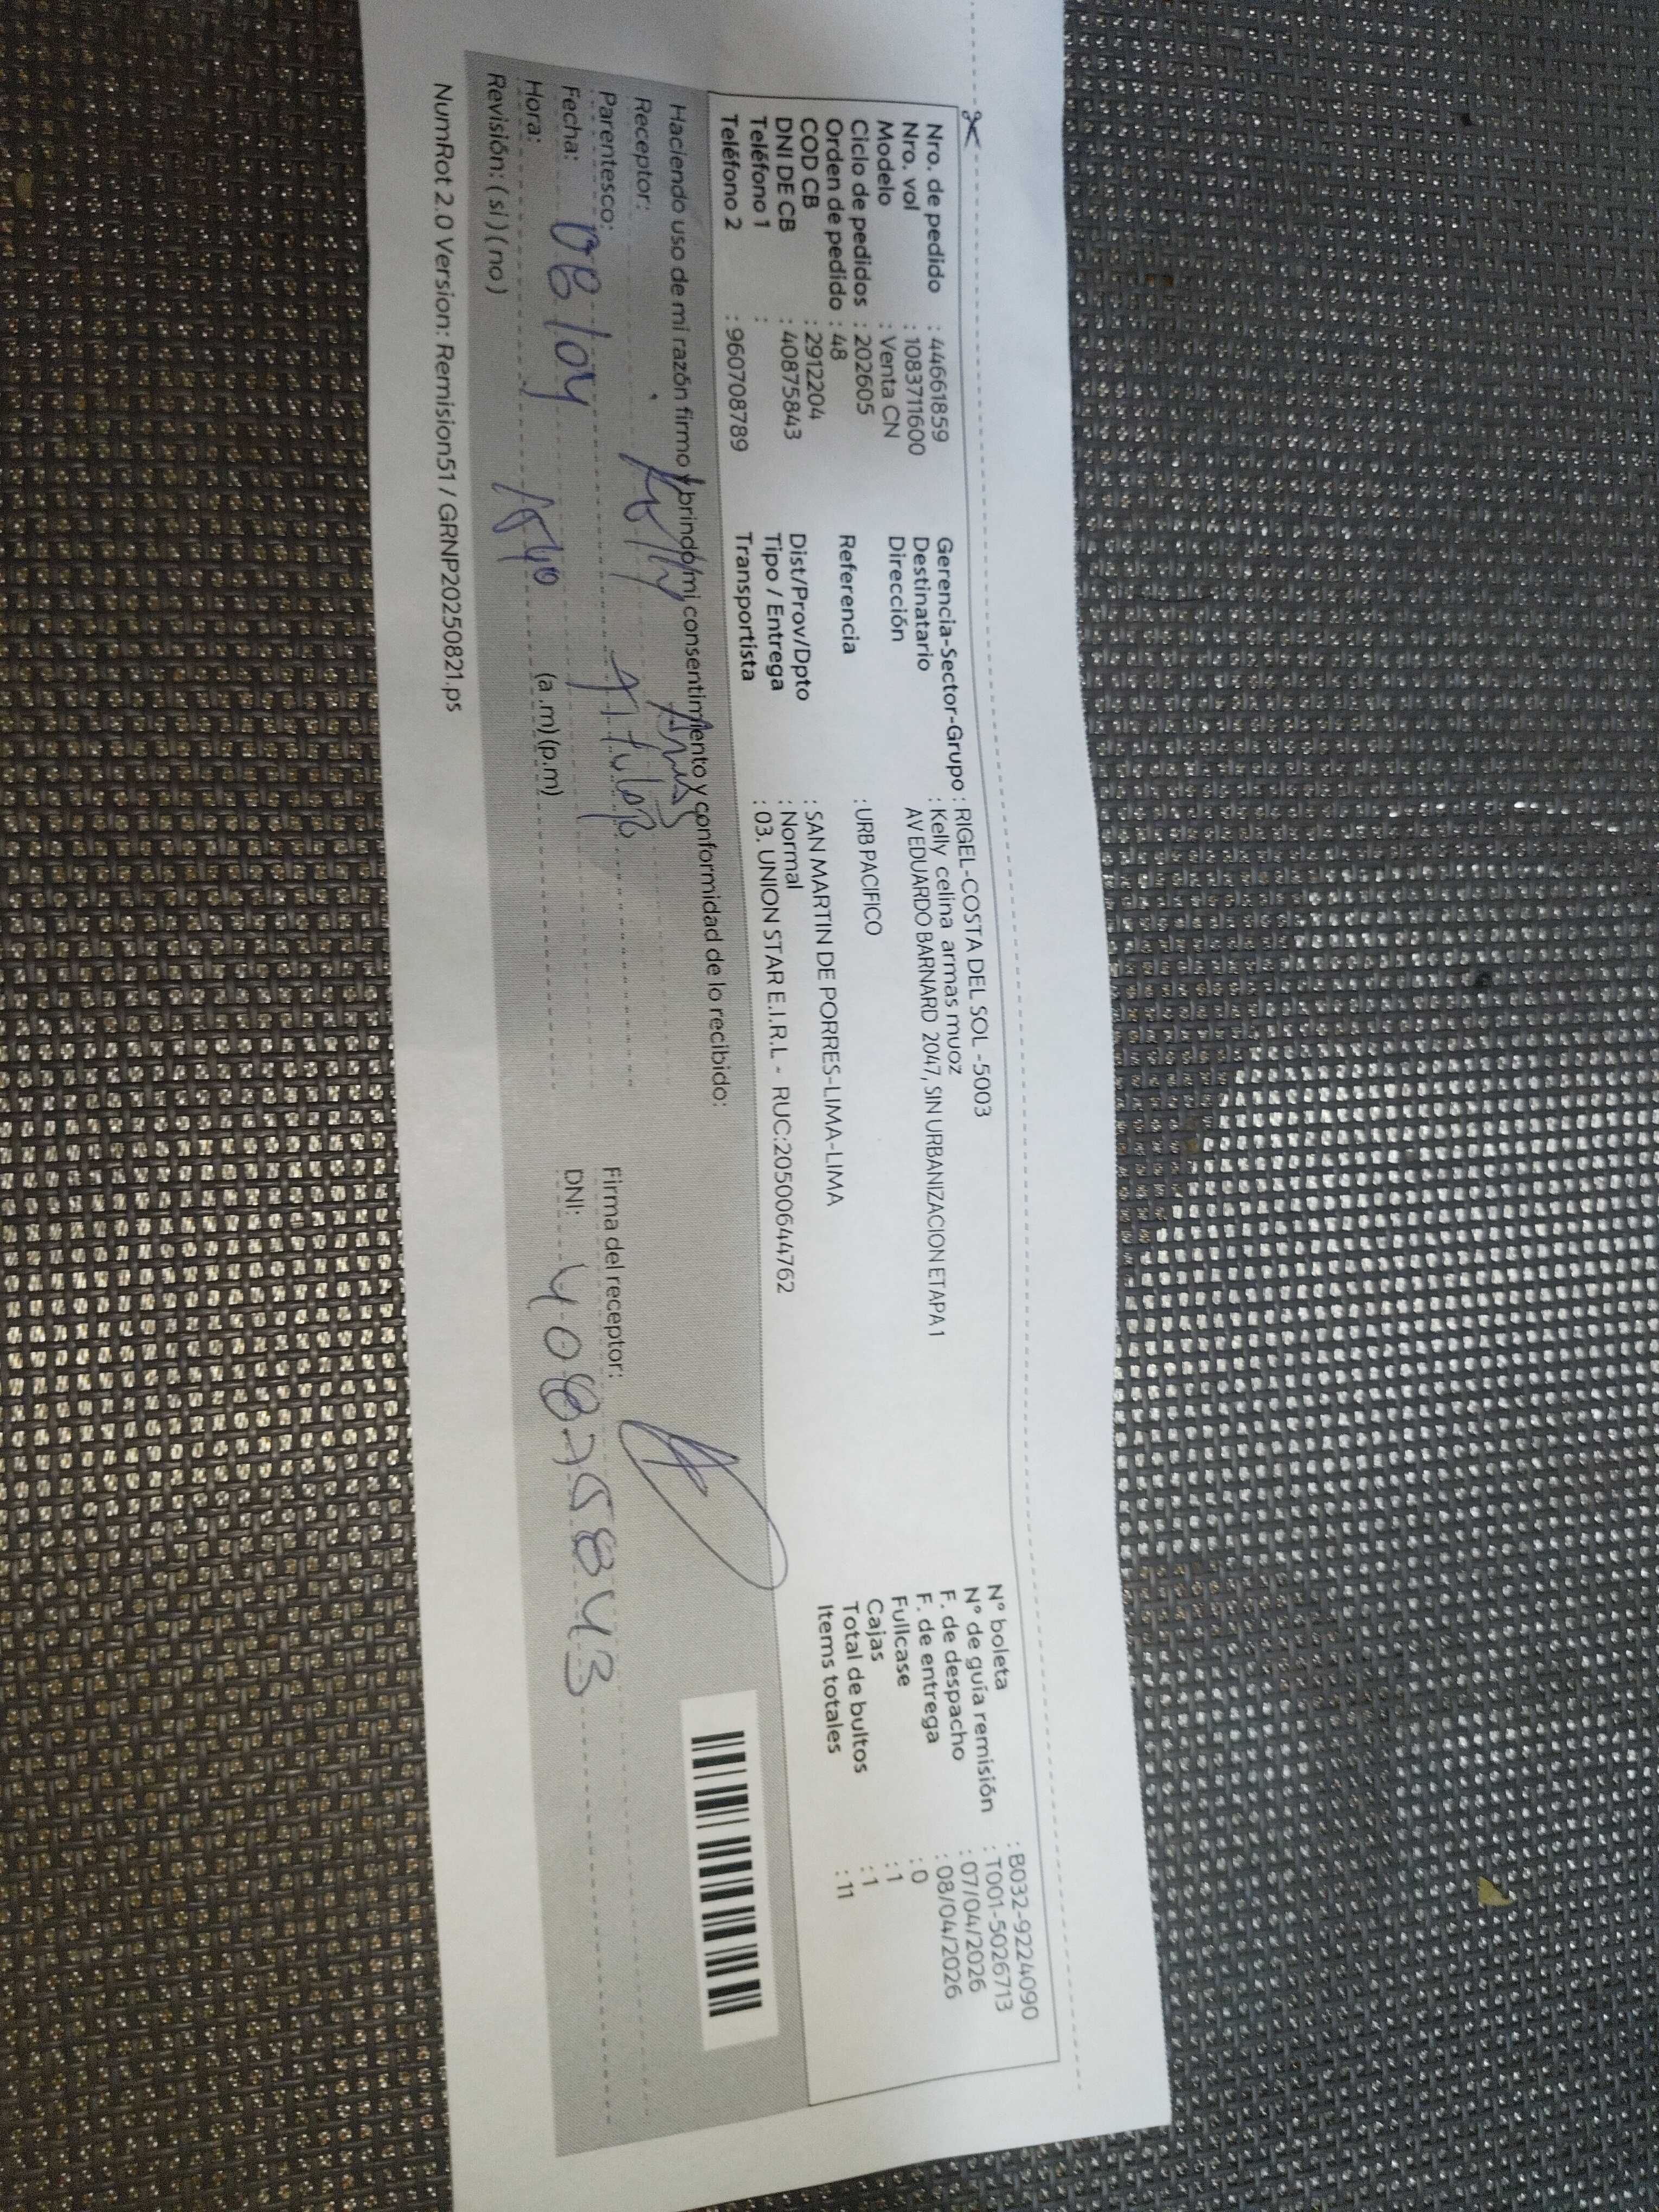 Nro. de pedido : 44661859
Nro. vol : 1083711600
Modelo : Venta CN
Ciclo de pedidos : 202605
Orden de pedido : 48
COD CB : 2912204
DNI DE CB : 40875843
Teléfono 1 :
Teléfono 2 : 960708789
Gerencia-Sector-Grupo : RIGEL-COSTA DEL SOL -5003
Destinatario : Kelly celina armas muoz
Dirección AV EDUARDO BARNARD 2047, SIN URBANIZACION ETAPA 1
Referencia : URB PACIFICO
Dist/Prov/Dpto : SAN MARTIN DE PORRES-LIMA-LIMA
Tipo / Entrega : Normal
Transportista : 03. UNION STAR E.I.R.L - RUC:20500644762
N° boleta : B032-9224090
N° de guía remisión : T001-5026713
F. de despacho : 07/04/2026
F. de entrega : 08/04/2026
Fullcase : 0
Cajas : 1
Total de bultos : 1
Items totales : 11
Haciendo uso de mi razón firmo y brindo mi consentimiento y conformidad de lo recibido:
Receptor: Kelly Armas
Parentesco: titular
Fecha: 08/04
Hora: (a.m)(p.m)
Revisión: (si) (no)
Firma del receptor:
DNI: 40875843
NumRot 2.0 Version: Remision51 / GRNP20250821.ps